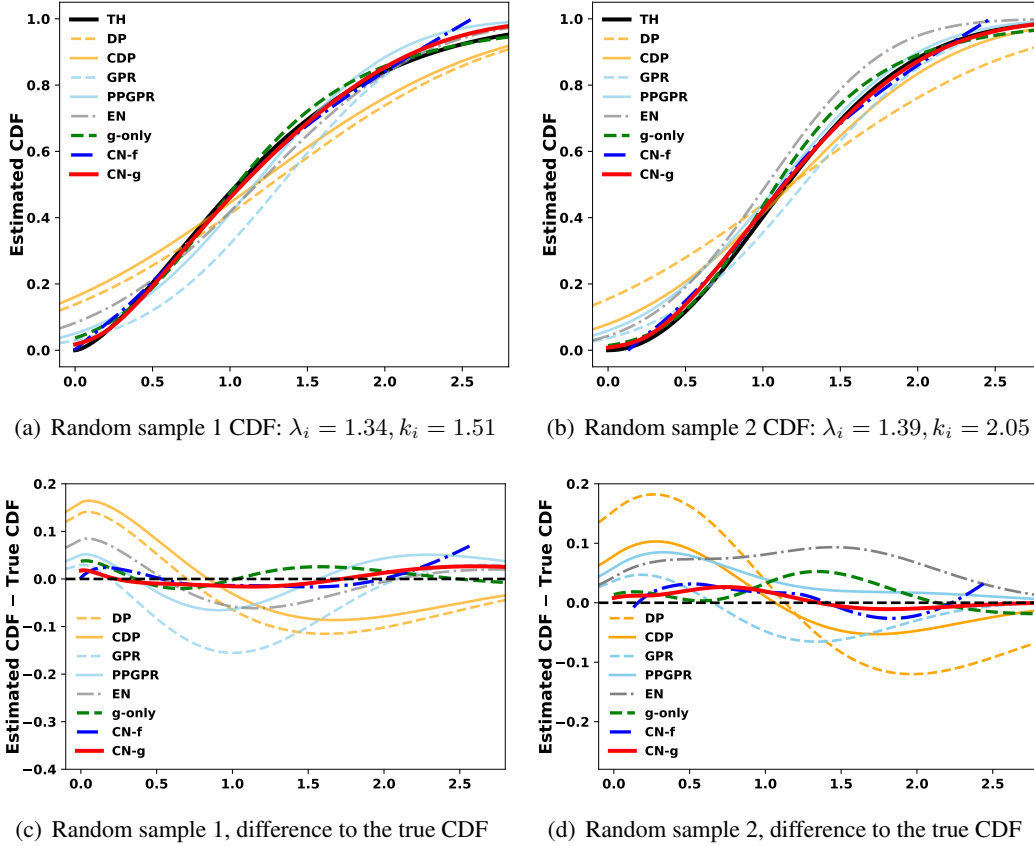 Estimated CDF
1.0
0.8
0.6
0.4
0.2
0.0
TH
DP
CDP
GPR
PPGPR
EN
g-only
CN-f
CN-g
0.0 0.5 1.0 1.5 2.0 2.5
(a) Random sample 1 CDF: λᵢ = 1.34, kᵢ = 1.51
Estimated CDF
1.0
0.8
0.6
0.4
0.2
0.0
TH
DP
CDP
GPR
PPGPR
EN
g-only
CN-f
CN-g
0.0 0.5 1.0 1.5 2.0 2.5
(b) Random sample 2 CDF: λᵢ = 1.39, kᵢ = 2.05
Estimated CDF − True CDF
0.2
0.1
0.0
−0.1
−0.2
−0.3
−0.4
DP
CDP
GPR
PPGPR
EN
g-only
CN-f
CN-g
0.0 0.5 1.0 1.5 2.0 2.5
(c) Random sample 1, difference to the true CDF
Estimated CDF − True CDF
0.2
0.1
0.0
−0.1
−0.2
DP
CDP
GPR
PPGPR
EN
g-only
CN-f
CN-g
0.0 0.5 1.0 1.5 2.0 2.5
(d) Random sample 2, difference to the true CDF